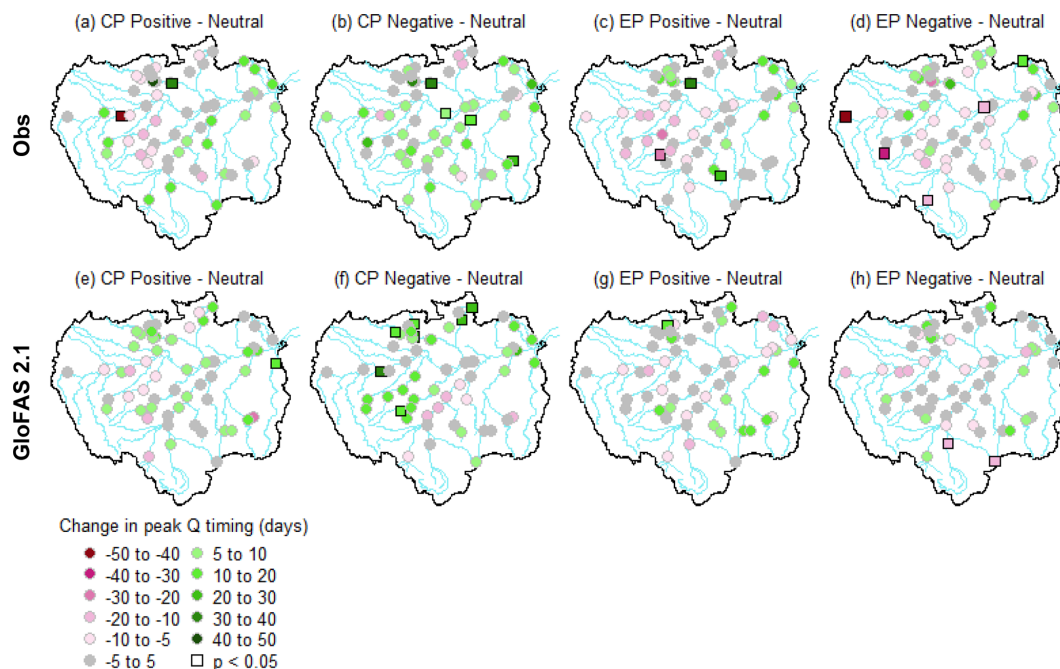 (a) CP Positive - Neutral
(b) CP Negative - Neutral
(c) EP Positive - Neutral
(d) EP Negative - Neutral
Obs
(e) CP Positive - Neutral
(f) CP Negative - Neutral
(g) EP Positive - Neutral
(h) EP Negative - Neutral
GloFAS 2.1
Change in peak Q timing (days)
-50 to -40
5 to 10
-40 to -30
10 to 20
-30 to -20
20 to 30
-20 to -10
30 to 40
-10 to -5
40 to 50
-5 to 5
p < 0.05